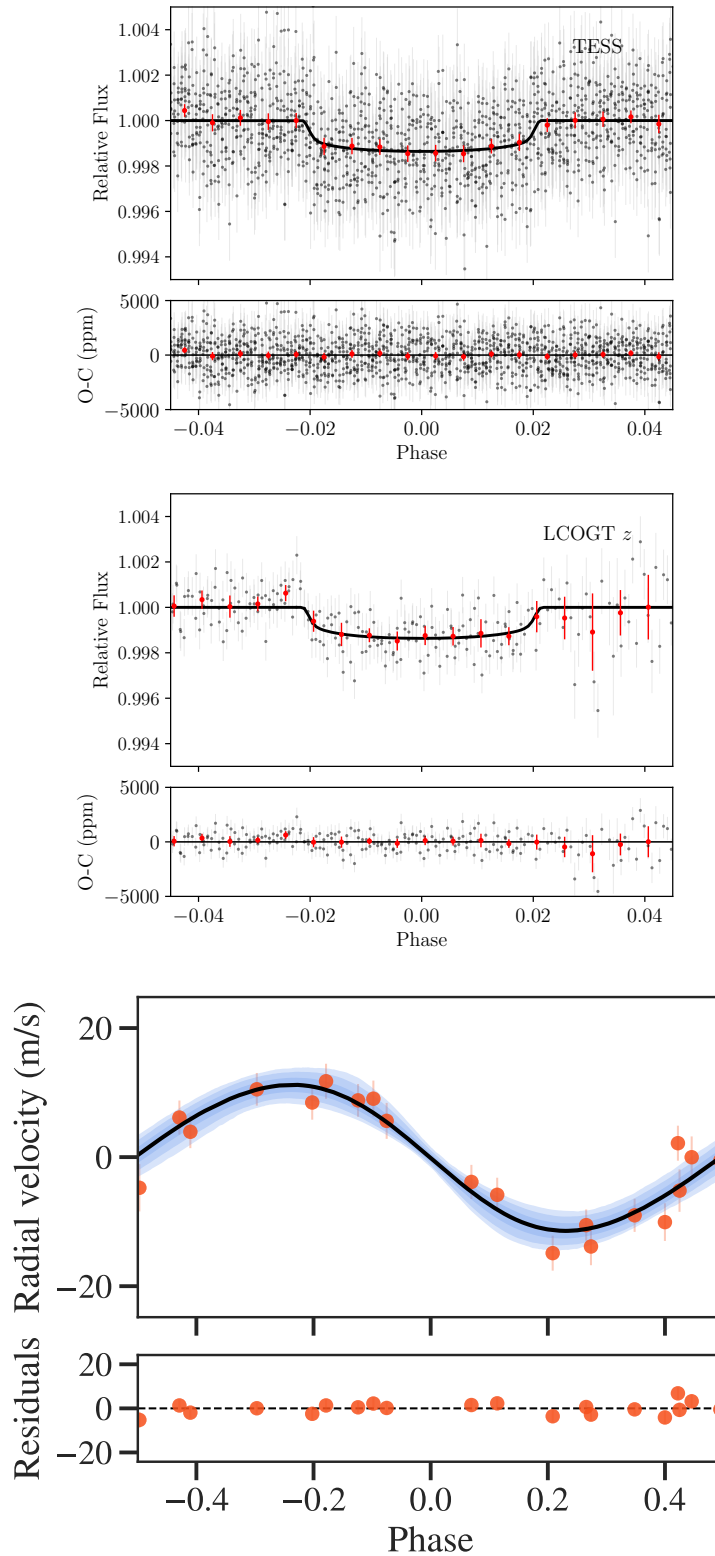 1.004
TESS
1.002
1.000
0.998
0.996
0.994
Relative Flux
5000
0
−5000
O-C (ppm)
−0.04 −0.02 0.00 0.02 0.04
Phase
1.004
LCOGT z
1.002
1.000
0.998
0.996
0.994
Relative Flux
5000
0
−5000
O-C (ppm)
−0.04 −0.02 0.00 0.02 0.04
Phase
20
0
−20
Radial velocity (m/s)
20
0
−20
Residuals
−0.4 −0.2 0.0 0.2 0.4
Phase